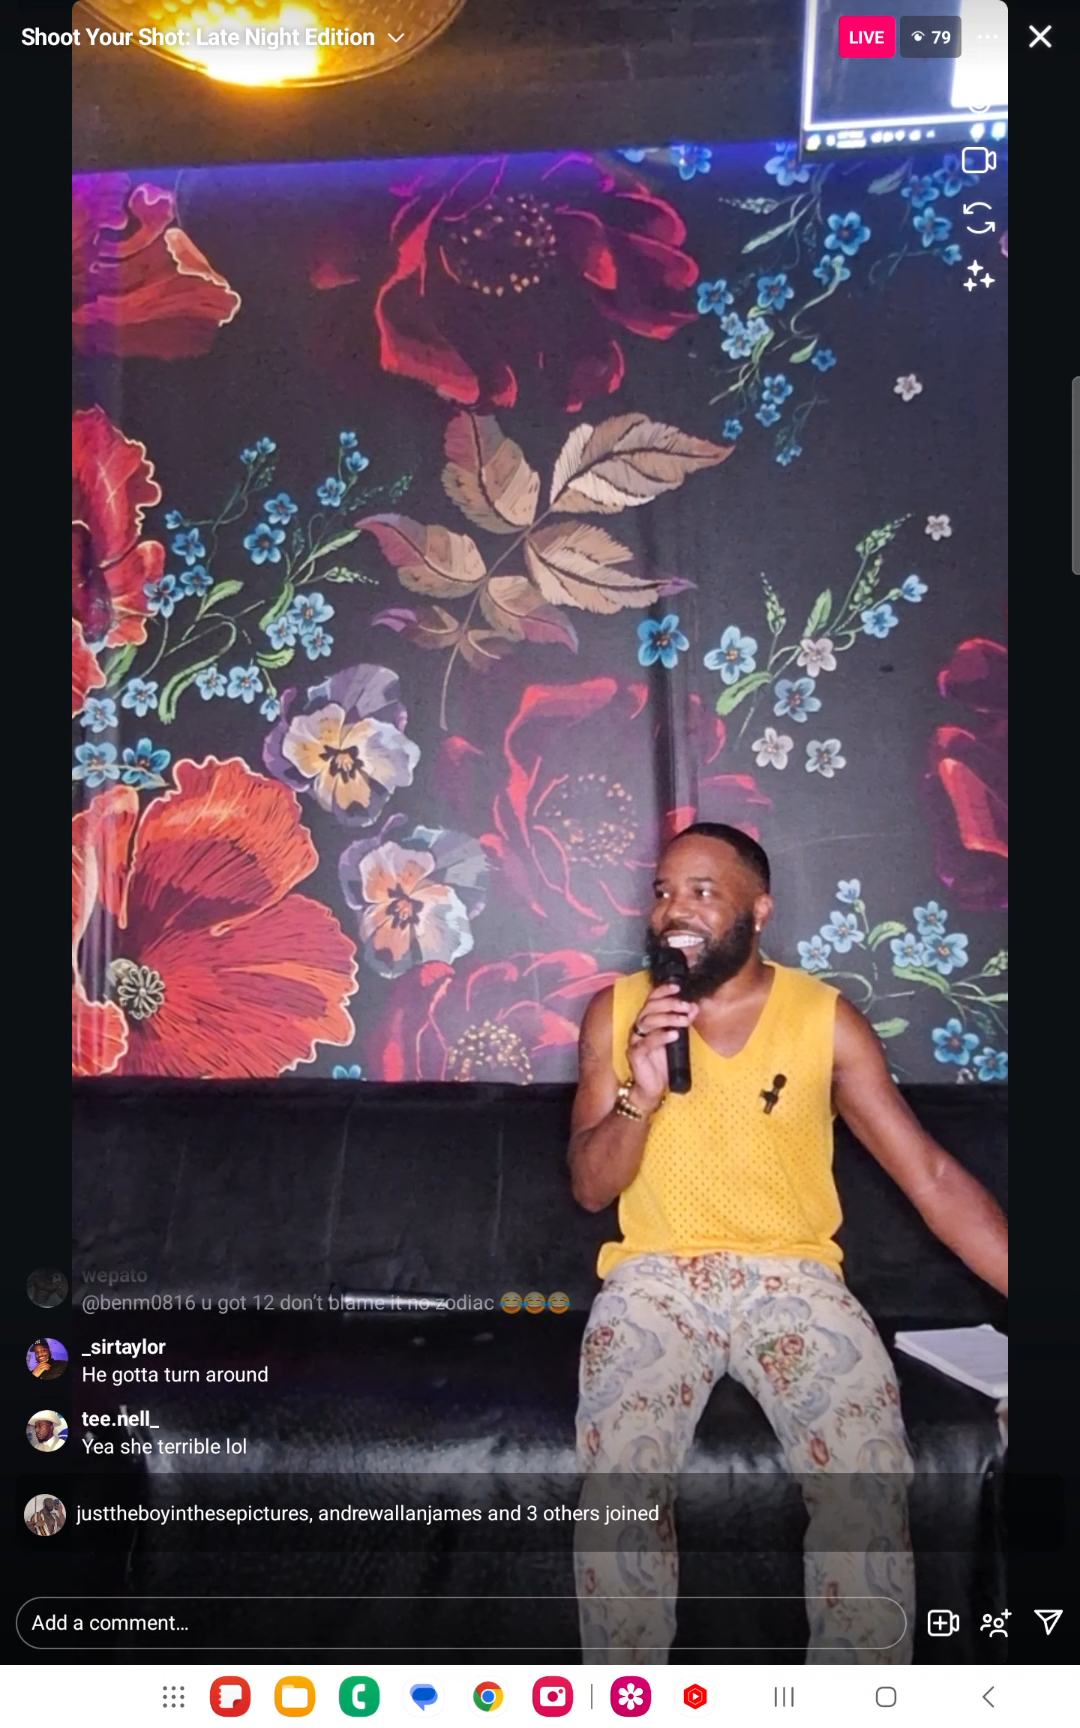 Shoot Your Shot: Late Night Edition
LIVE
79
wepato
@benm0816 u got 12 don't blame it no zodiac 😂😂😂
_sirtaylor
He gotta turn around
tee.nell_
Yea she terrible lol
justtheboyinthesepictures, andrewallanjames and 3 others joined
Add a comment...